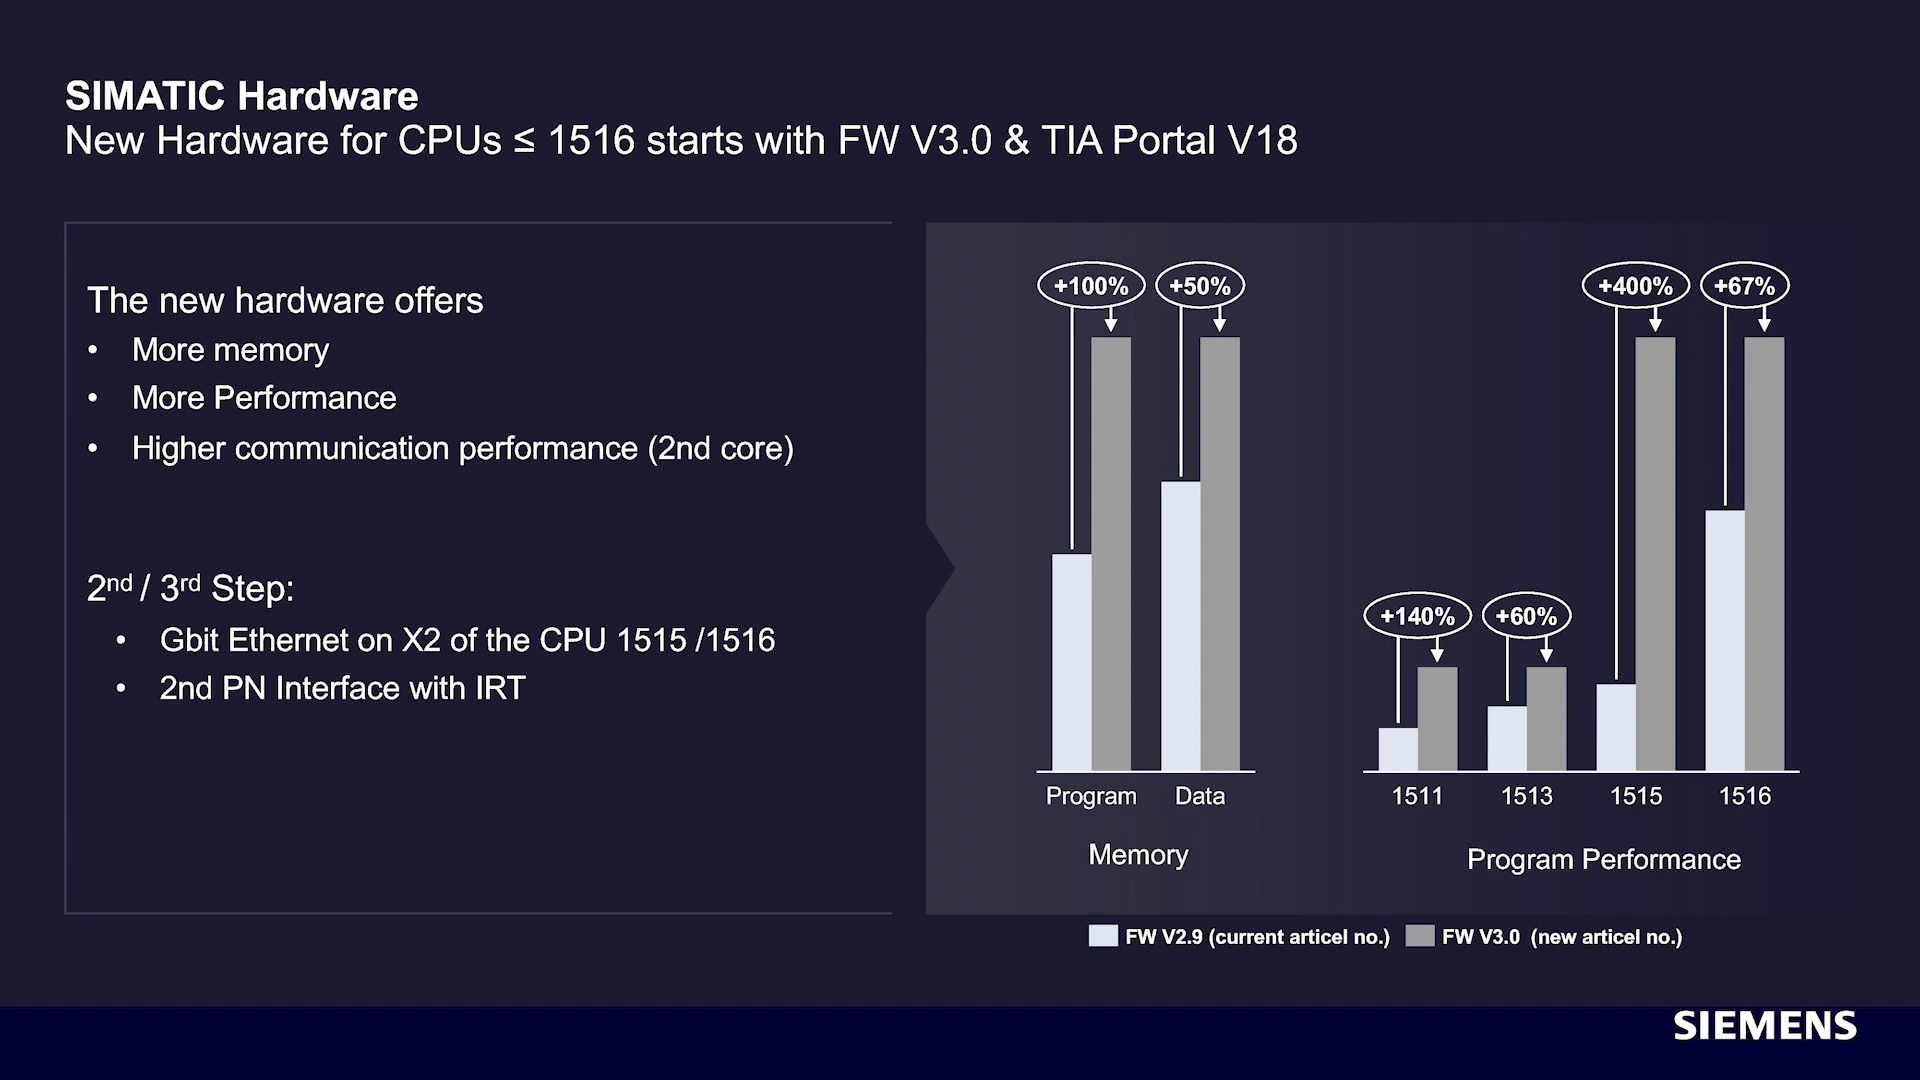 SIMATIC Hardware
New Hardware for CPUs ≤ 1516 starts with FW V3.0 & TIA Portal V18
The new hardware offers
• More memory
• More Performance
• Higher communication performance (2nd core)
2nd / 3rd Step:
• Gbit Ethernet on X2 of the CPU 1515 /1516
• 2nd PN Interface with IRT
+100% +50% +400% +67%
+140% +60%
Program Data 1511 1513 1515 1516
Memory Program Performance
FW V2.9 (current articel no.) FW V3.0 (new articel no.)
SIEMENS